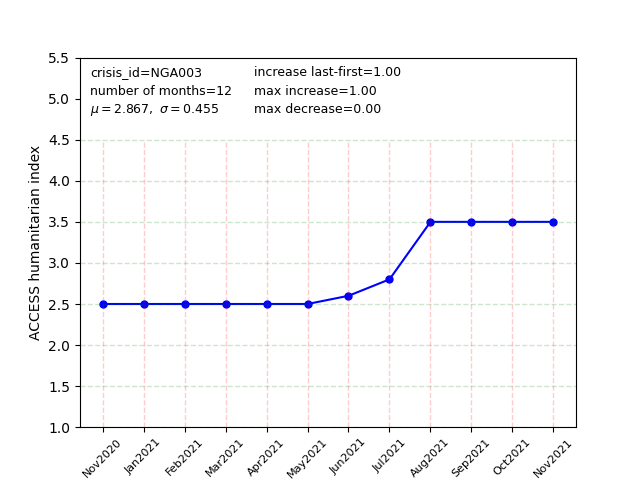 crisis_id=NGA003
number of months=12
μ = 2.867, σ = 0.455
increase last-first=1.00
max increase=1.00
max decrease=0.00
ACCESS humanitarian index
5.5
5.0
4.5
4.0
3.5
3.0
2.5
2.0
1.5
1.0
Nov2020
Jan2021
Feb2021
Mar2021
Apr2021
May2021
Jun2021
Jul2021
Aug2021
Sep2021
Oct2021
Nov2021